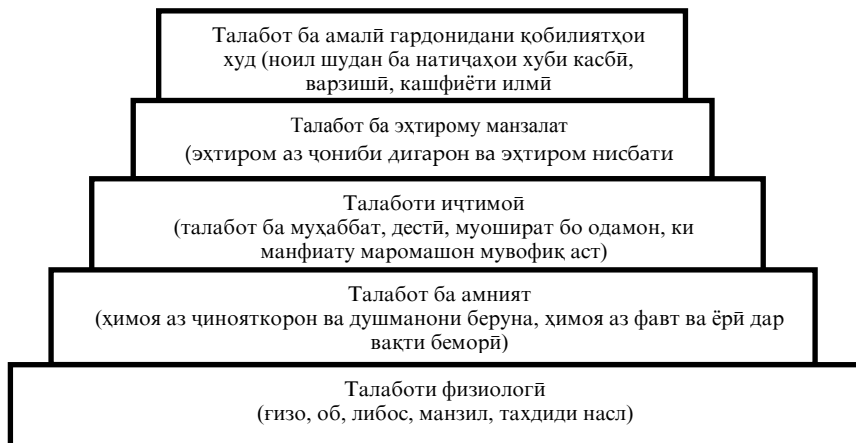 Талабот ба амалӣ гардонидани қобилиятҳои
худ (ноил шудан ба натиҷаҳои хуби касбӣ,
варзишӣ, кашфиёти илмӣ
Талабот ба эҳтирому манзалат
(эҳтиром аз ҷониби дигарон ва эҳтиром нисбати
Талаботи иҷтимоӣ
(талабот ба муҳаббат, дестӣ, муошират бо одамон, ки
манфиату маромашон мувофиқ аст)
Талабот ба амният
(ҳимоя аз ҷинояткорон ва душманони беруна, ҳимоя аз фавт ва ёрӣ дар
вақти беморӣ)
Талаботи физиологӣ
(ғизо, об, либос, манзил, тахдиди насл)